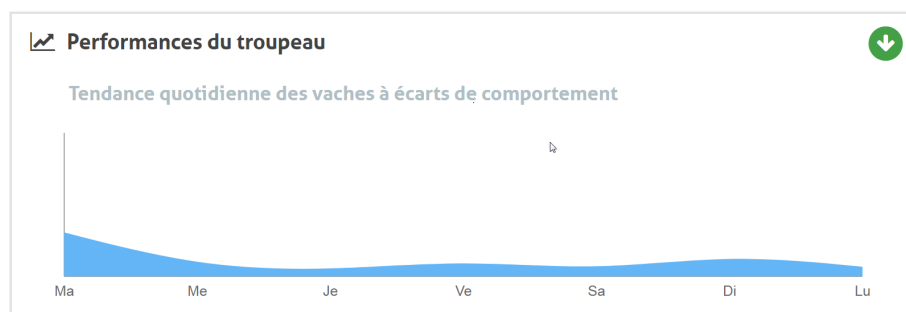 Performances du troupeau
Tendance quotidienne des vaches à écarts de comportement
Ma Me Je Ve Sa Di Lu